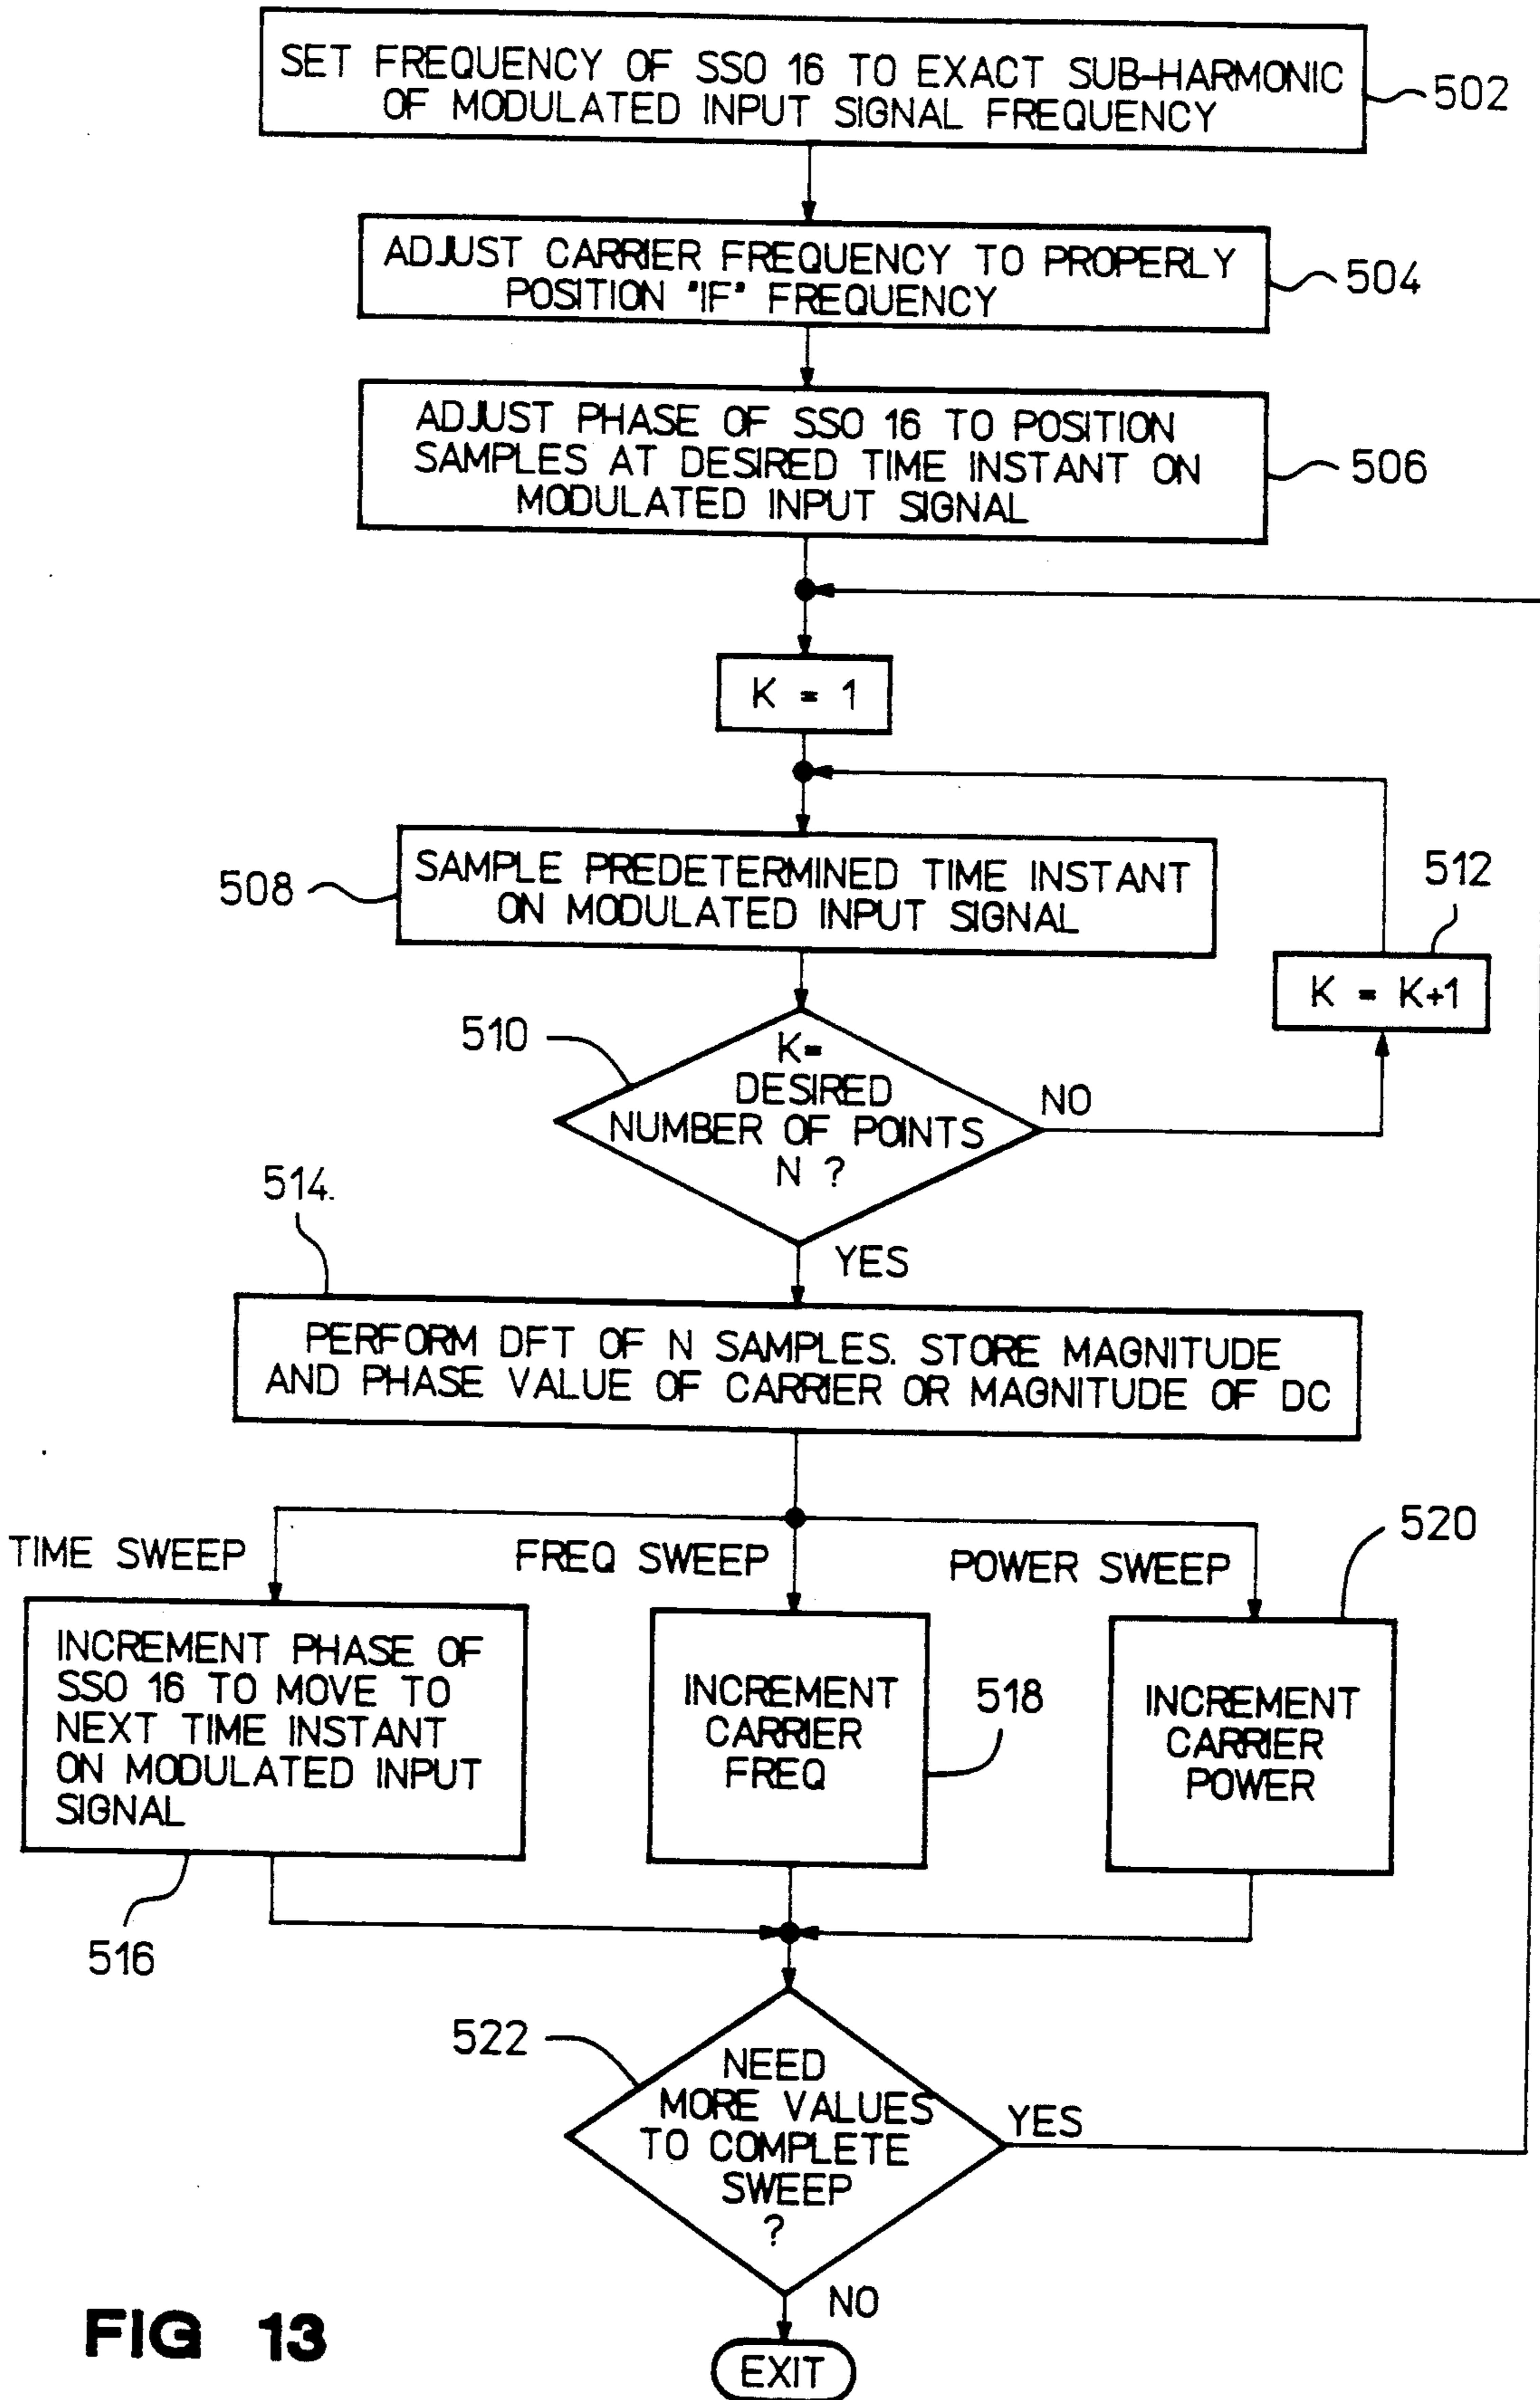 SET FREQUENCY OF SSO 16 TO EXACT SUB-HARMONIC
OF MODULATED INPUT SIGNAL FREQUENCY
502
ADJUST CARRIER FREQUENCY TO PROPERLY
POSITION "IF" FREQUENCY
504
ADJUST PHASE OF SSO 16 TO POSITION
SAMPLES AT DESIRED TIME INSTANT ON
MODULATED INPUT SIGNAL
506
K = 1
508
SAMPLE PREDETERMINED TIME INSTANT
ON MODULATED INPUT SIGNAL
512
K = K+1
510
K=
DESIRED
NUMBER OF POINTS
N ?
NO
YES
514
PERFORM DFT OF N SAMPLES. STORE MAGNITUDE
AND PHASE VALUE OF CARRIER OR MAGNITUDE OF DC
TIME SWEEP
FREQ SWEEP
POWER SWEEP
520
INCREMENT PHASE OF
SSO 16 TO MOVE TO
NEXT TIME INSTANT
ON MODULATED INPUT
SIGNAL
516
INCREMENT
CARRIER
FREQ
518
INCREMENT
CARRIER
POWER
522
NEED
MORE VALUES
TO COMPLETE
SWEEP
?
YES
NO
EXIT
FIG 13